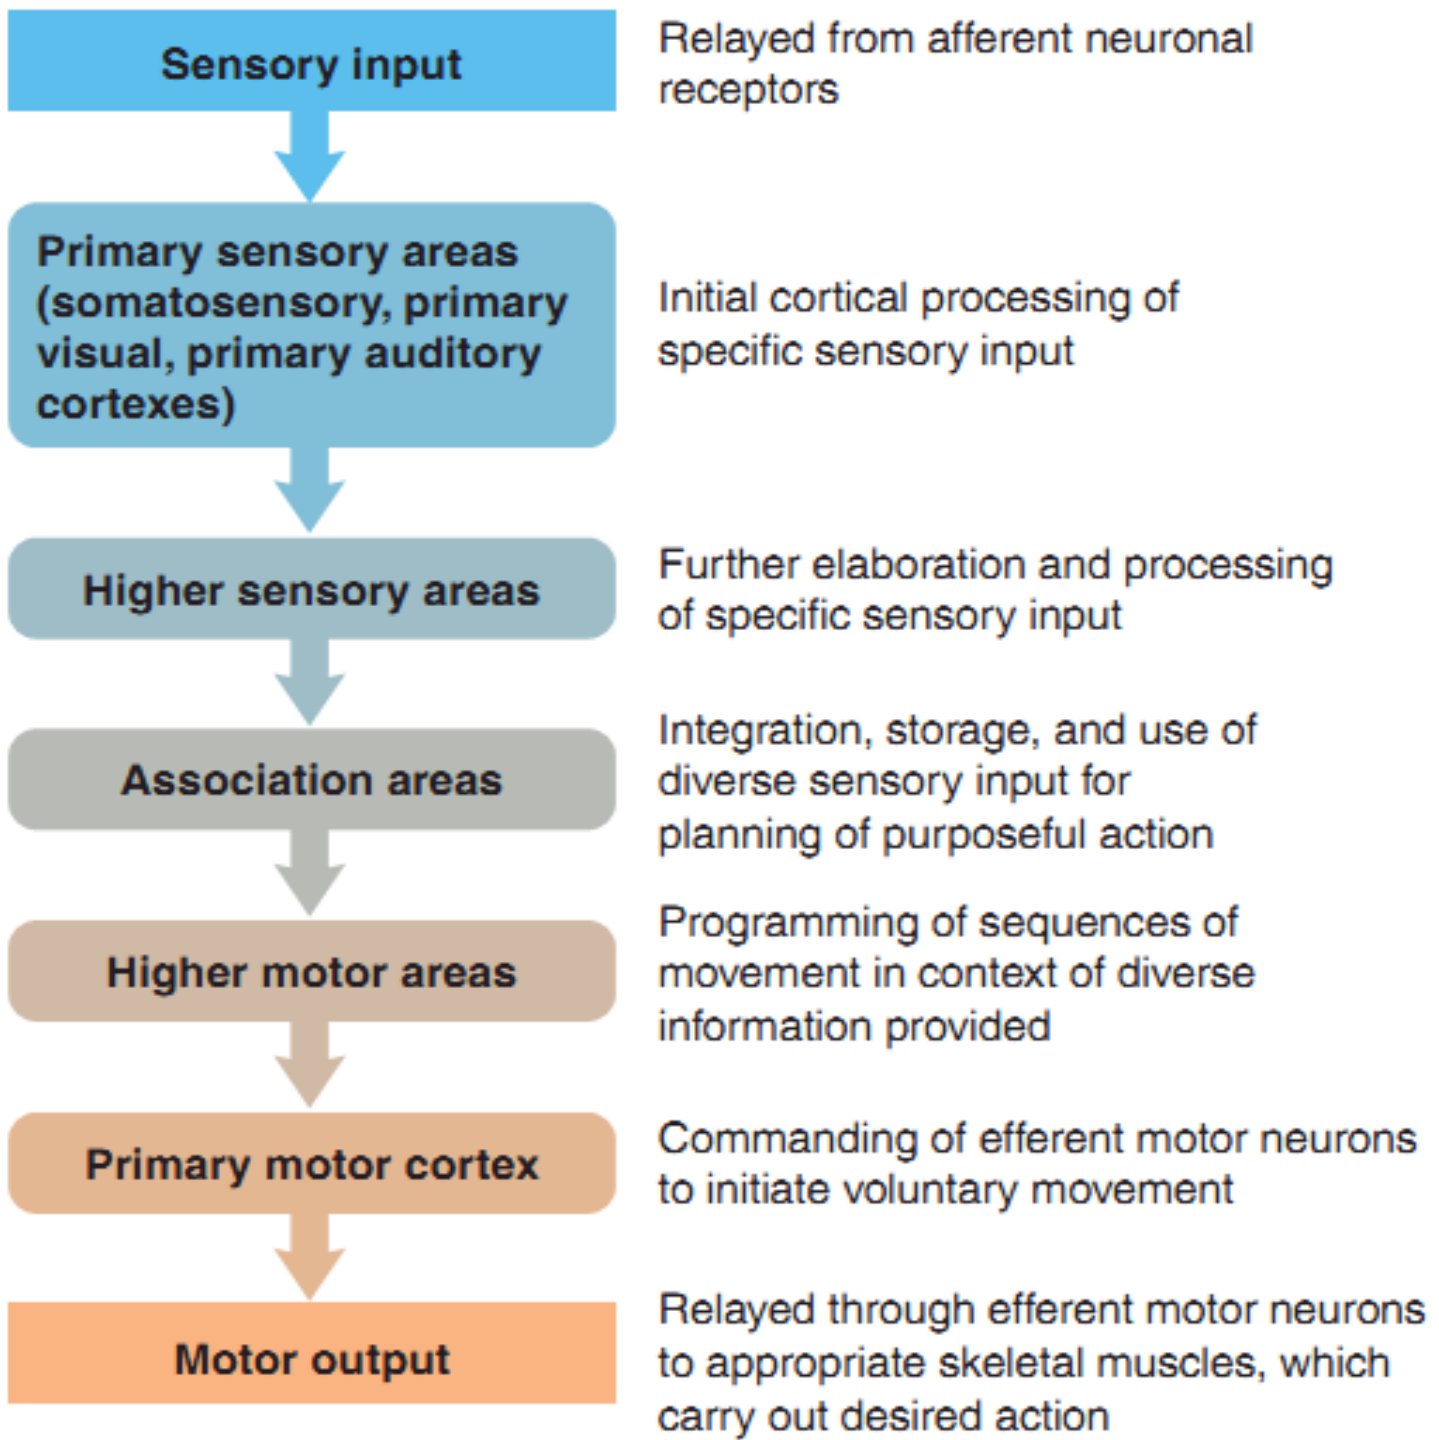 Sensory input
Relayed from afferent neuronal
receptors
Primary sensory areas
(somatosensory, primary
visual, primary auditory
cortexes)
Initial cortical processing of
specific sensory input
Higher sensory areas
Further elaboration and processing
of specific sensory input
Association areas
Integration, storage, and use of
diverse sensory input for
planning of purposeful action
Higher motor areas
Programming of sequences of
movement in context of diverse
information provided
Primary motor cortex
Commanding of efferent motor neurons
to initiate voluntary movement
Motor output
Relayed through efferent motor neurons
to appropriate skeletal muscles, which
carry out desired action